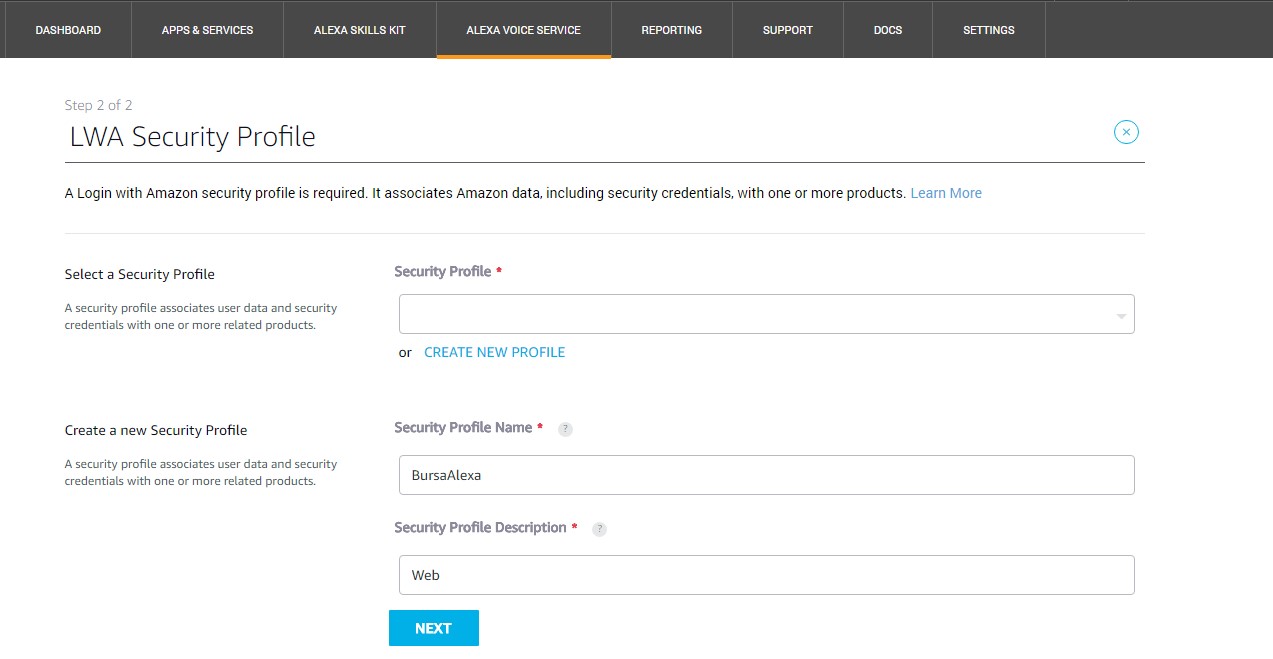 DASHBOARD APPS & SERVICES ALEXA SKILLS KIT ALEXA VOICE SERVICE REPORTING SUPPORT DOCS SETTINGS
Step 2 of 2
LWA Security Profile
A Login with Amazon security profile is required. It associates Amazon data, including security credentials, with one or more products. Learn More
Select a Security Profile
A security profile associates user data and security
credentials with one or more related products.
Security Profile *
or CREATE NEW PROFILE
Create a new Security Profile
A security profile associates user data and security
credentials with one or more related products.
Security Profile Name * ?
BursaAlexa
Security Profile Description * ?
Web
NEXT